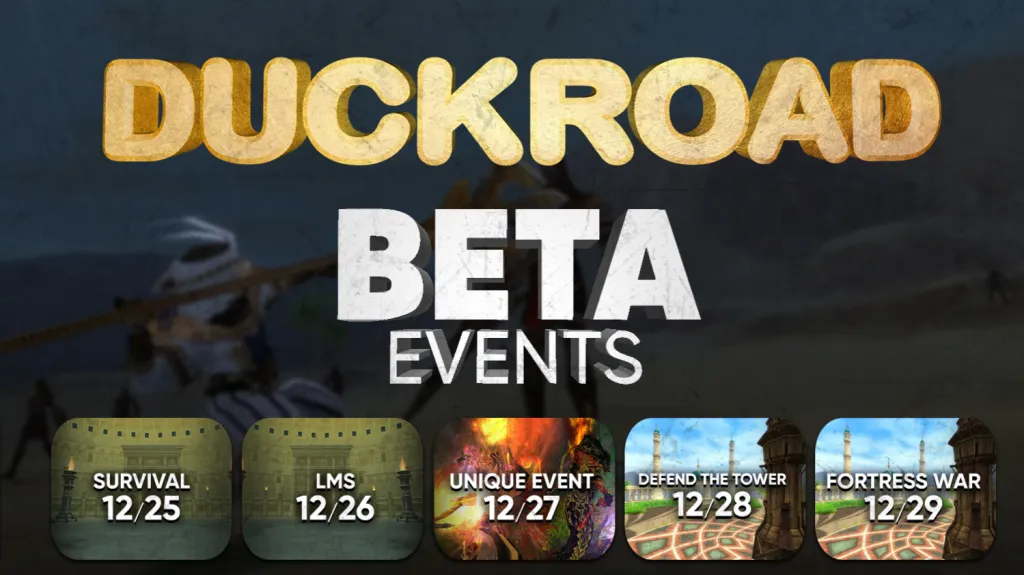 DUCKROAD
BETA
EVENTS
SURVIVAL
12/25
LMS
12/26
UNIQUE EVENT
12/27
DEFEND THE TOWER
12/28
FORTRESS WAR
12/29